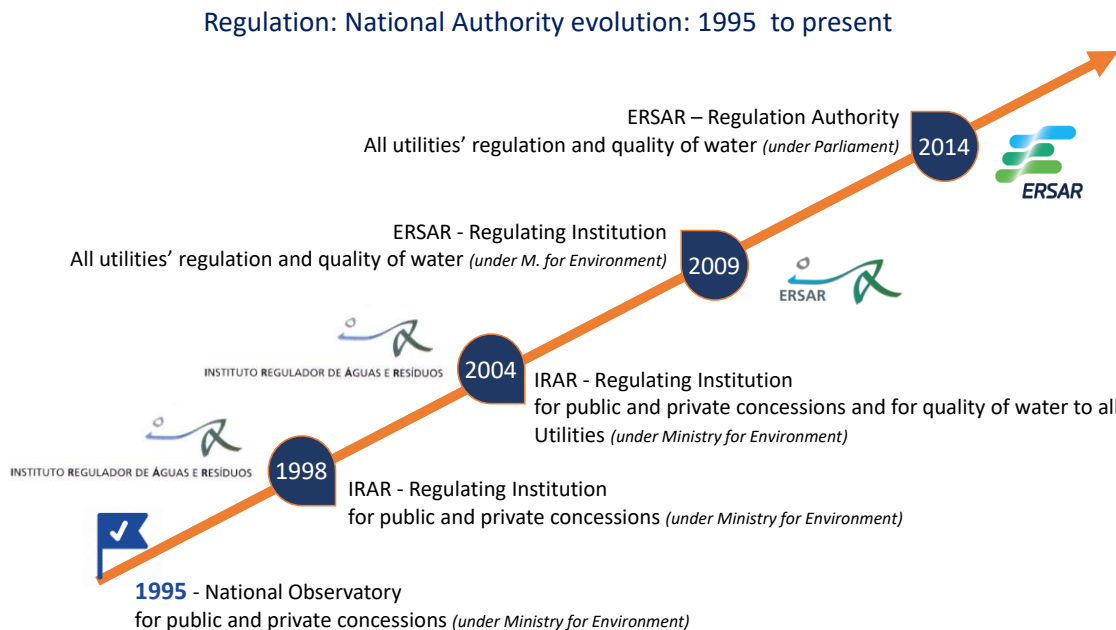 Regulation: National Authority evolution: 1995 to present
ERSAR – Regulation Authority
All utilities’ regulation and quality of water (under Parliament)
2014
ERSAR
ERSAR - Regulating Institution
All utilities’ regulation and quality of water (under M. for Environment)
2009
ERSAR
INSTITUTO REGULADOR DE ÁGUAS E RESÍDUOS
2004
IRAR - Regulating Institution
for public and private concessions and for quality of water to all
Utilities (under Ministry for Environment)
INSTITUTO REGULADOR DE ÁGUAS E RESÍDUOS
1998
IRAR - Regulating Institution
for public and private concessions (under Ministry for Environment)
1995 - National Observatory
for public and private concessions (under Ministry for Environment)